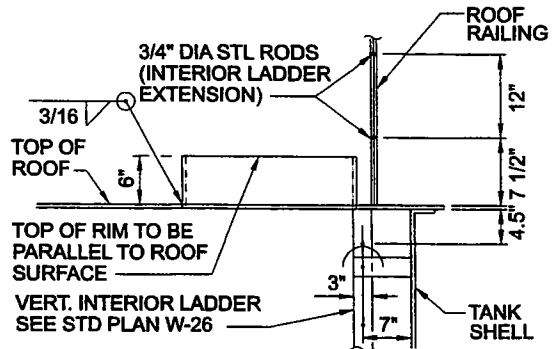 ROOF
RAILING
3/4" DIA STL RODS
(INTERIOR LADDER
EXTENSION)
12"
3/16
TOP OF
ROOF
6"
7 1/2"
4.5"
TOP OF RIM TO BE
PARALLEL TO ROOF
SURFACE
3"
VERT. INTERIOR LADDER
SEE STD PLAN W-26
7"
TANK
SHELL